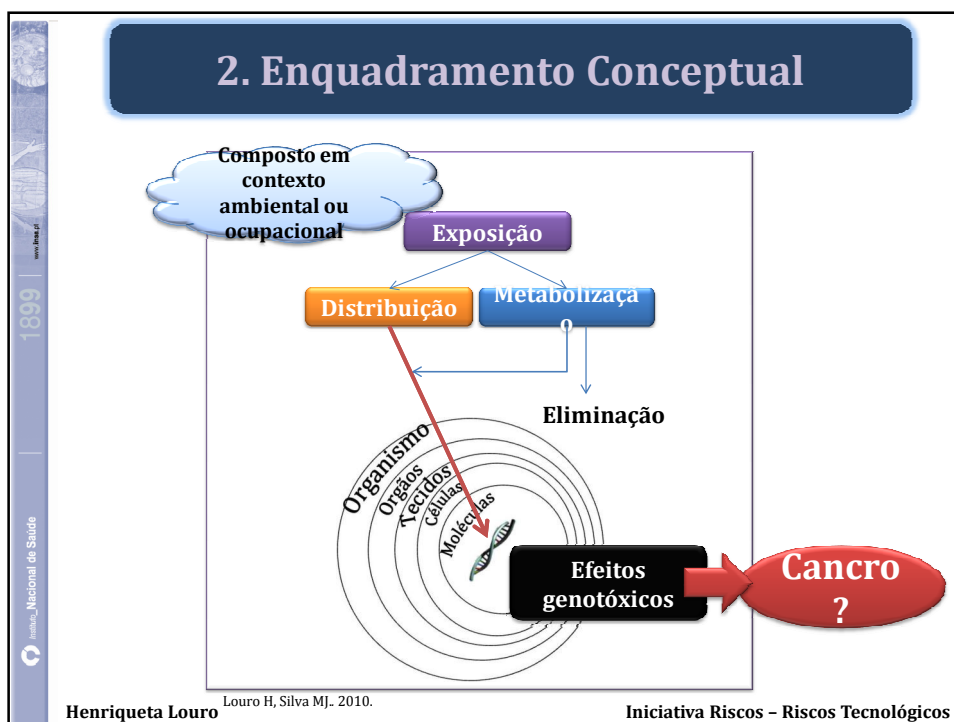 2. Enquadramento Conceptual
Composto em
contexto
ambiental ou
ocupacional
Exposição
Distribuição
Metabolizaçã
o
Eliminação
Organismo
Orgãos
Tecidos
Células
Moléculas
Efeitos
genotóxicos
Cancro
?
Louro H, Silva MJ.. 2010.
Henriqueta Louro
Iniciativa Riscos – Riscos Tecnológicos
www.insa.pt
1899
Instituto_Nacional de Saúde